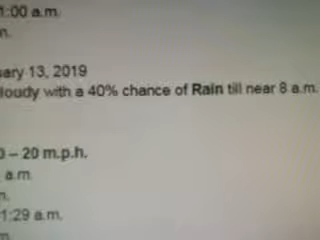 1:00 a.m.
m.
ary 13, 2019
loudy with a 40% chance of Rain till near 8 a.m.
0 – 20 m.p.h.
a.m.
m.
1:29 a.m.
m.